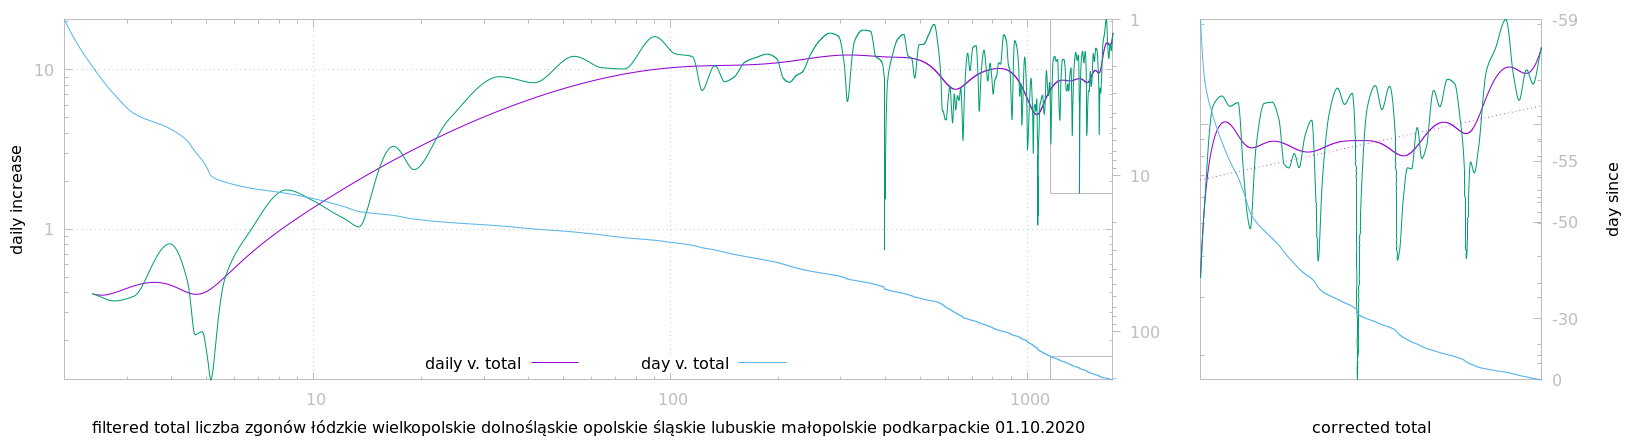 daily increase
10
1
daily v. total
day v. total
1
10
100
10
100
1000
filtered total liczba zgonów łódzkie wielkopolskie dolnośląskie opolskie śląskie lubuskie małopolskie podkarpackie 01.10.2020
-59
-55
-50
-30
0
day since
corrected total